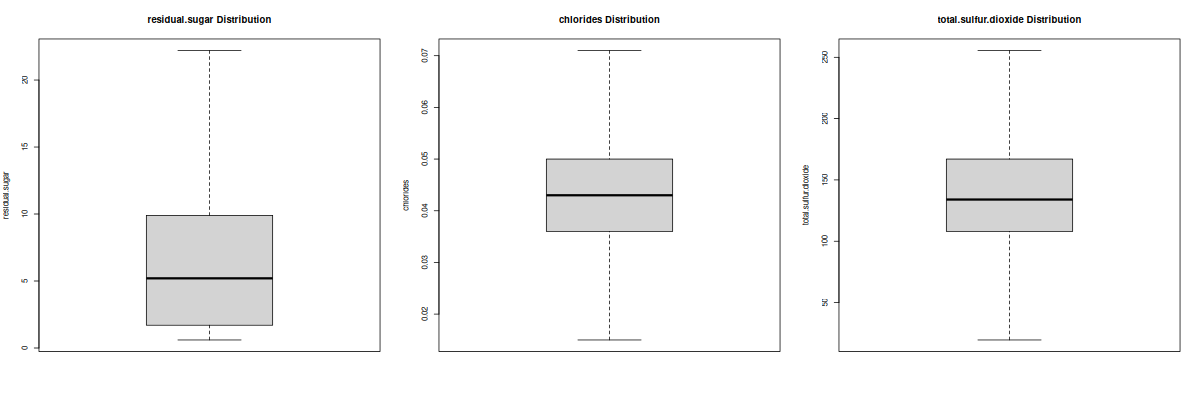 residual.sugar Distribution
residual.sugar
20
15
10
5
0
chlorides Distribution
chlorides
0.07
0.06
0.05
0.04
0.03
0.02
total.sulfur.dioxide Distribution
total.sulfur.dioxide
250
200
150
100
50